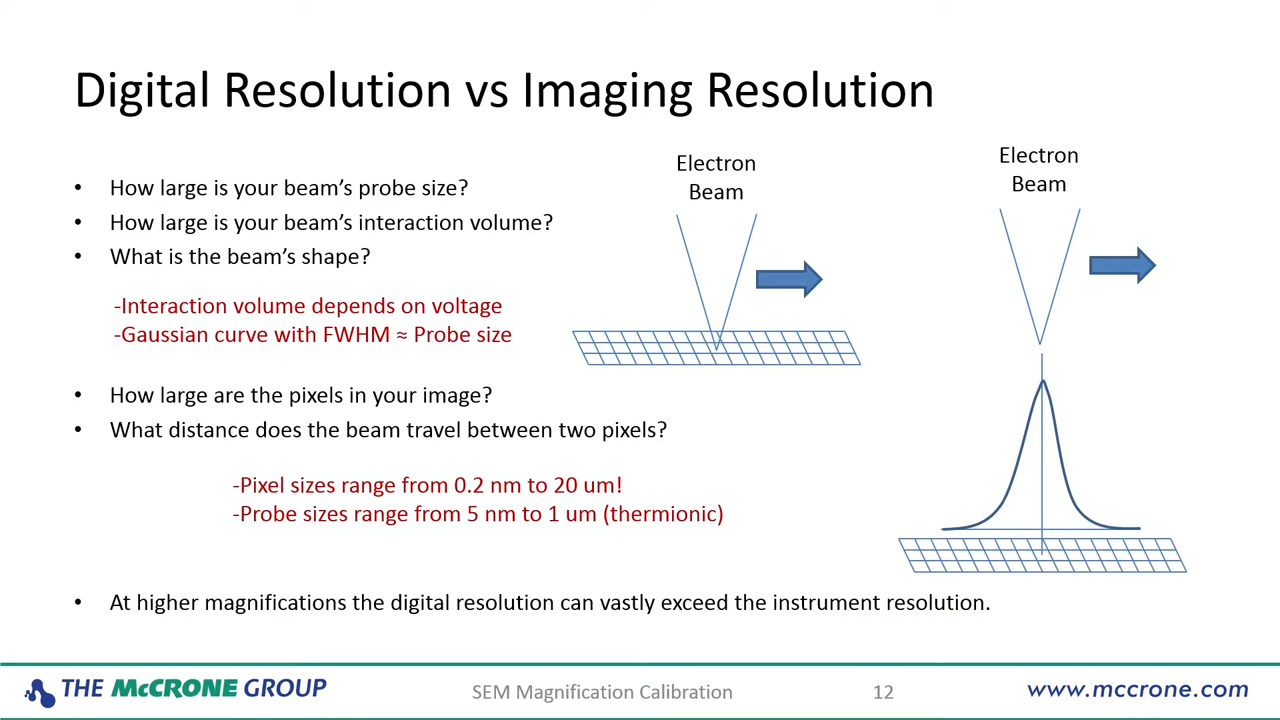 Digital Resolution vs Imaging Resolution
• How large is your beam's probe size?
• How large is your beam's interaction volume?
• What is the beam's shape?
-Interaction volume depends on voltage
-Gaussian curve with FWHM ≈ Probe size
• How large are the pixels in your image?
• What distance does the beam travel between two pixels?
-Pixel sizes range from 0.2 nm to 20 um!
-Probe sizes range from 5 nm to 1 um (thermionic)
• At higher magnifications the digital resolution can vastly exceed the instrument resolution.
Electron
Beam
Electron
Beam
THE McCRONE GROUP
SEM Magnification Calibration
12
www.mccrone.com